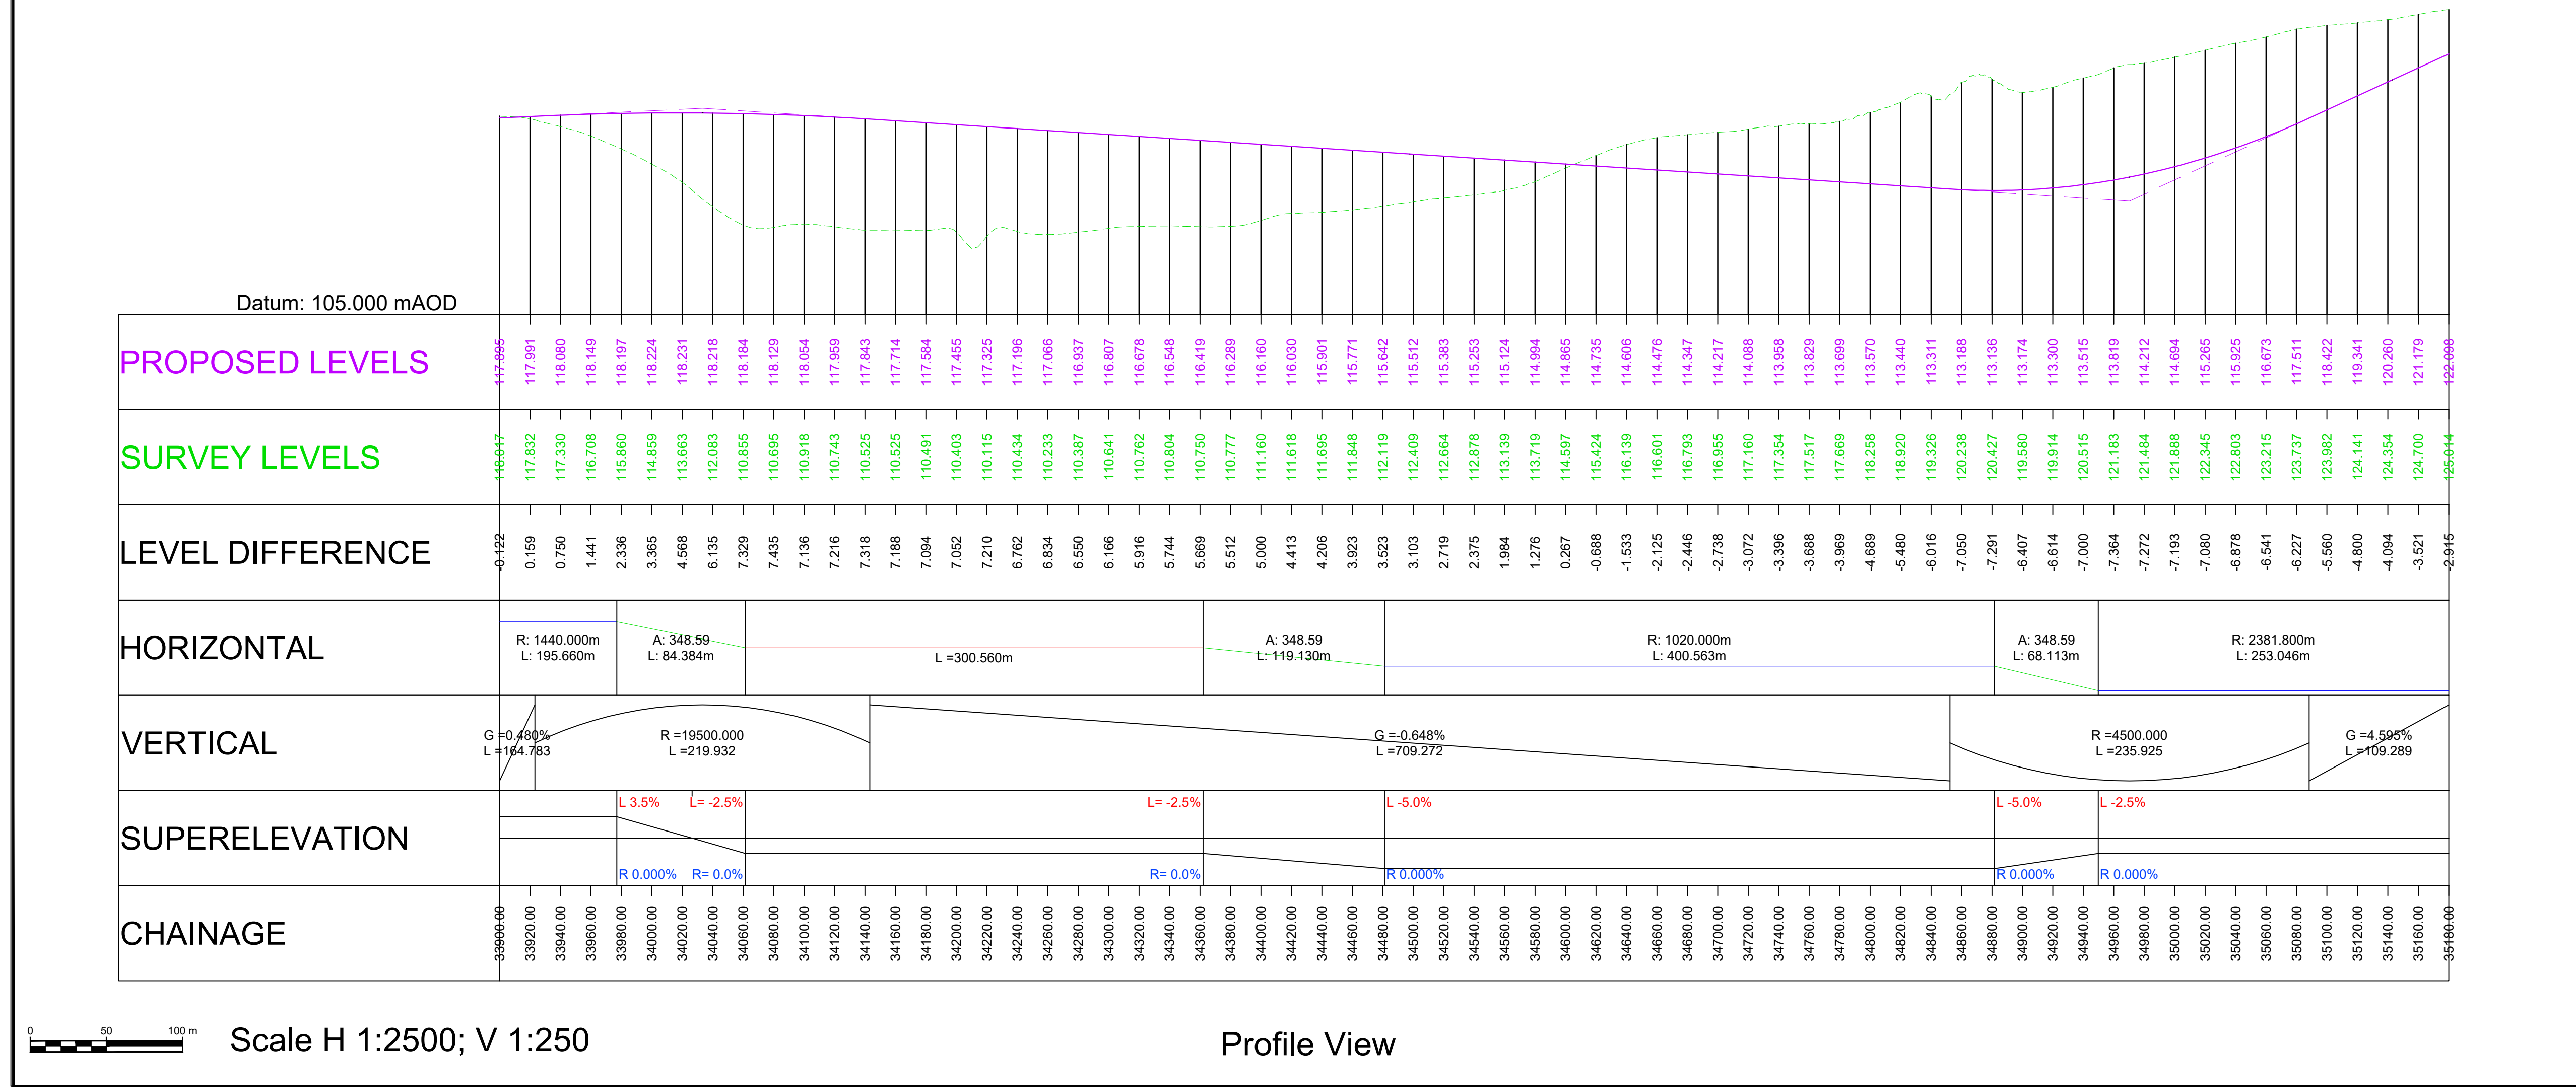 Datum: 105.000 mAOD
PROPOSED LEVELS
117.895 117.991 118.080 118.149 118.197 118.224 118.231 118.218 118.184 118.129 118.054 117.959 117.843 117.714 117.584 117.455 117.325 117.196 117.066 116.937 116.807 116.678 116.548 116.419 116.289 116.160 116.030 115.901 115.771 115.642 115.512 115.383 115.253 115.124 114.994 114.865 114.735 114.606 114.476 114.347 114.217 114.088 113.958 113.829 113.699 113.570 113.440 113.311 113.188 113.136 113.174 113.300 113.515 113.819 114.212 114.694 115.265 115.925 116.673 117.511 118.422 119.341 120.260 121.179 122.098
SURVEY LEVELS
118.017 117.832 117.330 116.708 115.860 114.859 113.663 112.083 110.855 110.695 110.918 110.743 110.525 110.525 110.491 110.403 110.115 110.434 110.233 110.387 110.641 110.762 110.804 110.750 110.777 111.160 111.618 111.695 111.848 112.119 112.409 112.664 112.878 113.139 113.719 114.597 115.424 116.139 116.601 116.793 116.955 117.160 117.354 117.517 117.669 118.258 118.920 119.326 120.238 120.427 119.580 119.914 120.515 121.183 121.484 121.888 122.345 122.803 123.215 123.737 123.982 124.141 124.354 124.700 125.014
LEVEL DIFFERENCE
-0.122 0.159 0.750 1.441 2.336 3.365 4.568 6.135 7.329 7.435 7.136 7.216 7.318 7.188 7.094 7.052 7.210 6.762 6.834 6.550 6.166 5.916 5.744 5.669 5.512 5.000 4.413 4.206 3.923 3.523 3.103 2.719 2.375 1.984 1.276 0.267 -0.688 -1.533 -2.125 -2.446 -2.738 -3.072 -3.396 -3.688 -3.969 -4.689 -5.480 -6.016 -7.050 -7.291 -6.407 -6.614 -7.000 -7.364 -7.272 -7.193 -7.080 -6.878 -6.541 -6.227 -5.560 -4.800 -4.094 -3.521 -2.915
HORIZONTAL
R: 1440.000m
L: 195.660m
A: 348.59
L: 84.384m
L =300.560m
A: 348.59
L: 119.130m
R: 1020.000m
L: 400.563m
A: 348.59
L: 68.113m
R: 2381.800m
L: 253.046m
VERTICAL
G =0.480%
L =164.783
R =19500.000
L =219.932
G =-0.648%
L =709.272
R =4500.000
L =235.925
G =4.595%
L =109.289
SUPERELEVATION
L 3.5% L= -2.5% L= -2.5% L -5.0% L -5.0% L -2.5%
R 0.000% R= 0.0% R= 0.0% R 0.000% R 0.000% R 0.000%
CHAINAGE
33900.00 33920.00 33940.00 33960.00 33980.00 34000.00 34020.00 34040.00 34060.00 34080.00 34100.00 34120.00 34140.00 34160.00 34180.00 34200.00 34220.00 34240.00 34260.00 34280.00 34300.00 34320.00 34340.00 34360.00 34380.00 34400.00 34420.00 34440.00 34460.00 34480.00 34500.00 34520.00 34540.00 34560.00 34580.00 34600.00 34620.00 34640.00 34660.00 34680.00 34700.00 34720.00 34740.00 34760.00 34780.00 34800.00 34820.00 34840.00 34860.00 34880.00 34900.00 34920.00 34940.00 34960.00 34980.00 35000.00 35020.00 35040.00 35060.00 35080.00 35100.00 35120.00 35140.00 35160.00 35180.00
0 50 100 m
Scale H 1:2500; V 1:250
Profile View